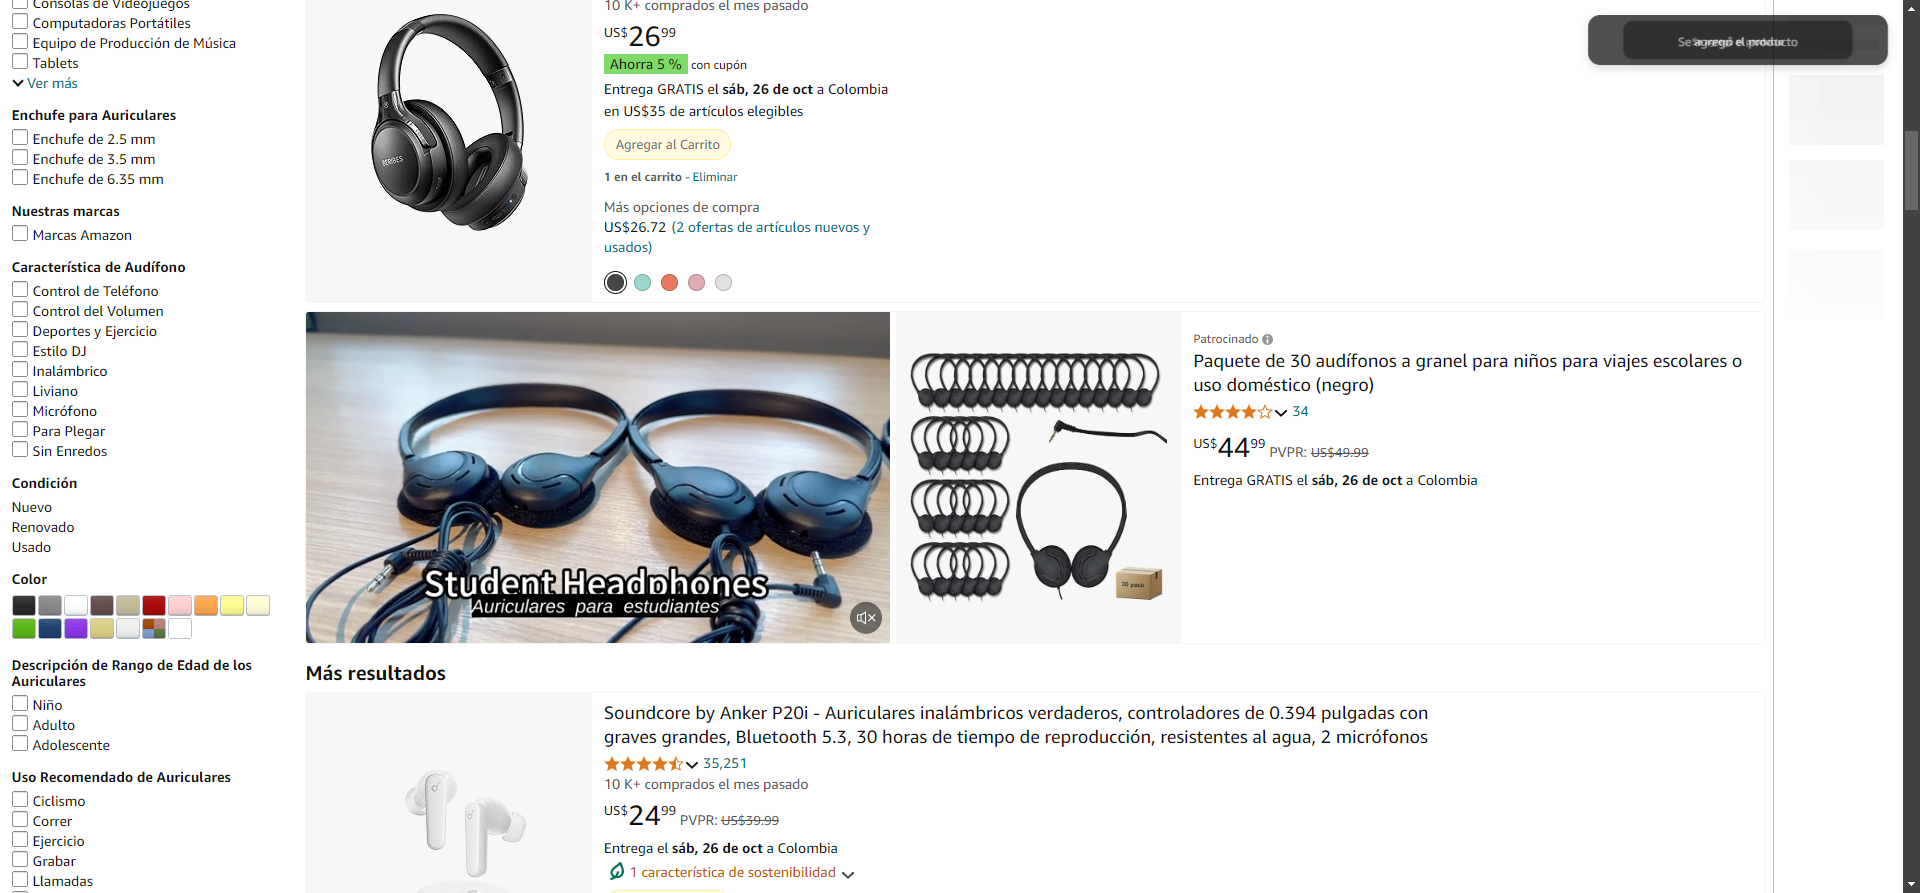 Consolas de Videojuegos
Computadoras Portátiles
Equipo de Producción de Música
Tablets
Ver más
Enchufe para Auriculares
Enchufe de 2.5 mm
Enchufe de 3.5 mm
Enchufe de 6.35 mm
Nuestras marcas
Marcas Amazon
Característica de Audífono
Control de Teléfono
Control del Volumen
Deportes y Ejercicio
Estilo DJ
Inalámbrico
Liviano
Micrófono
Para Plegar
Sin Enredos
Condición
Nuevo
Renovado
Usado
Color
Descripción de Rango de Edad de los
Auriculares
Niño
Adulto
Adolescente
Uso Recomendado de Auriculares
Ciclismo
Correr
Ejercicio
Grabar
Llamadas
BERIBES
10 K+ comprados el mes pasado
US$26.99
Ahorra 5 % con cupón
Entrega GRATIS el sáb, 26 de oct a Colombia
en US$35 de artículos elegibles
Agregar al Carrito
1 en el carrito - Eliminar
Más opciones de compra
US$26.72 (2 ofertas de artículos nuevos y
usados)
Student Headphones
Auriculares para estudiantes
30 pack
Patrocinado
Paquete de 30 audífonos a granel para niños para viajes escolares o
uso doméstico (negro)
34
US$44.99 PVPR: US$49.99
Entrega GRATIS el sáb, 26 de oct a Colombia
Más resultados
Soundcore by Anker P20i - Auriculares inalámbricos verdaderos, controladores de 0.394 pulgadas con
graves grandes, Bluetooth 5.3, 30 horas de tiempo de reproducción, resistentes al agua, 2 micrófonos
35,251
10 K+ comprados el mes pasado
US$24.99 PVPR: US$39.99
Entrega el sáb, 26 de oct a Colombia
1 característica de sostenibilidad